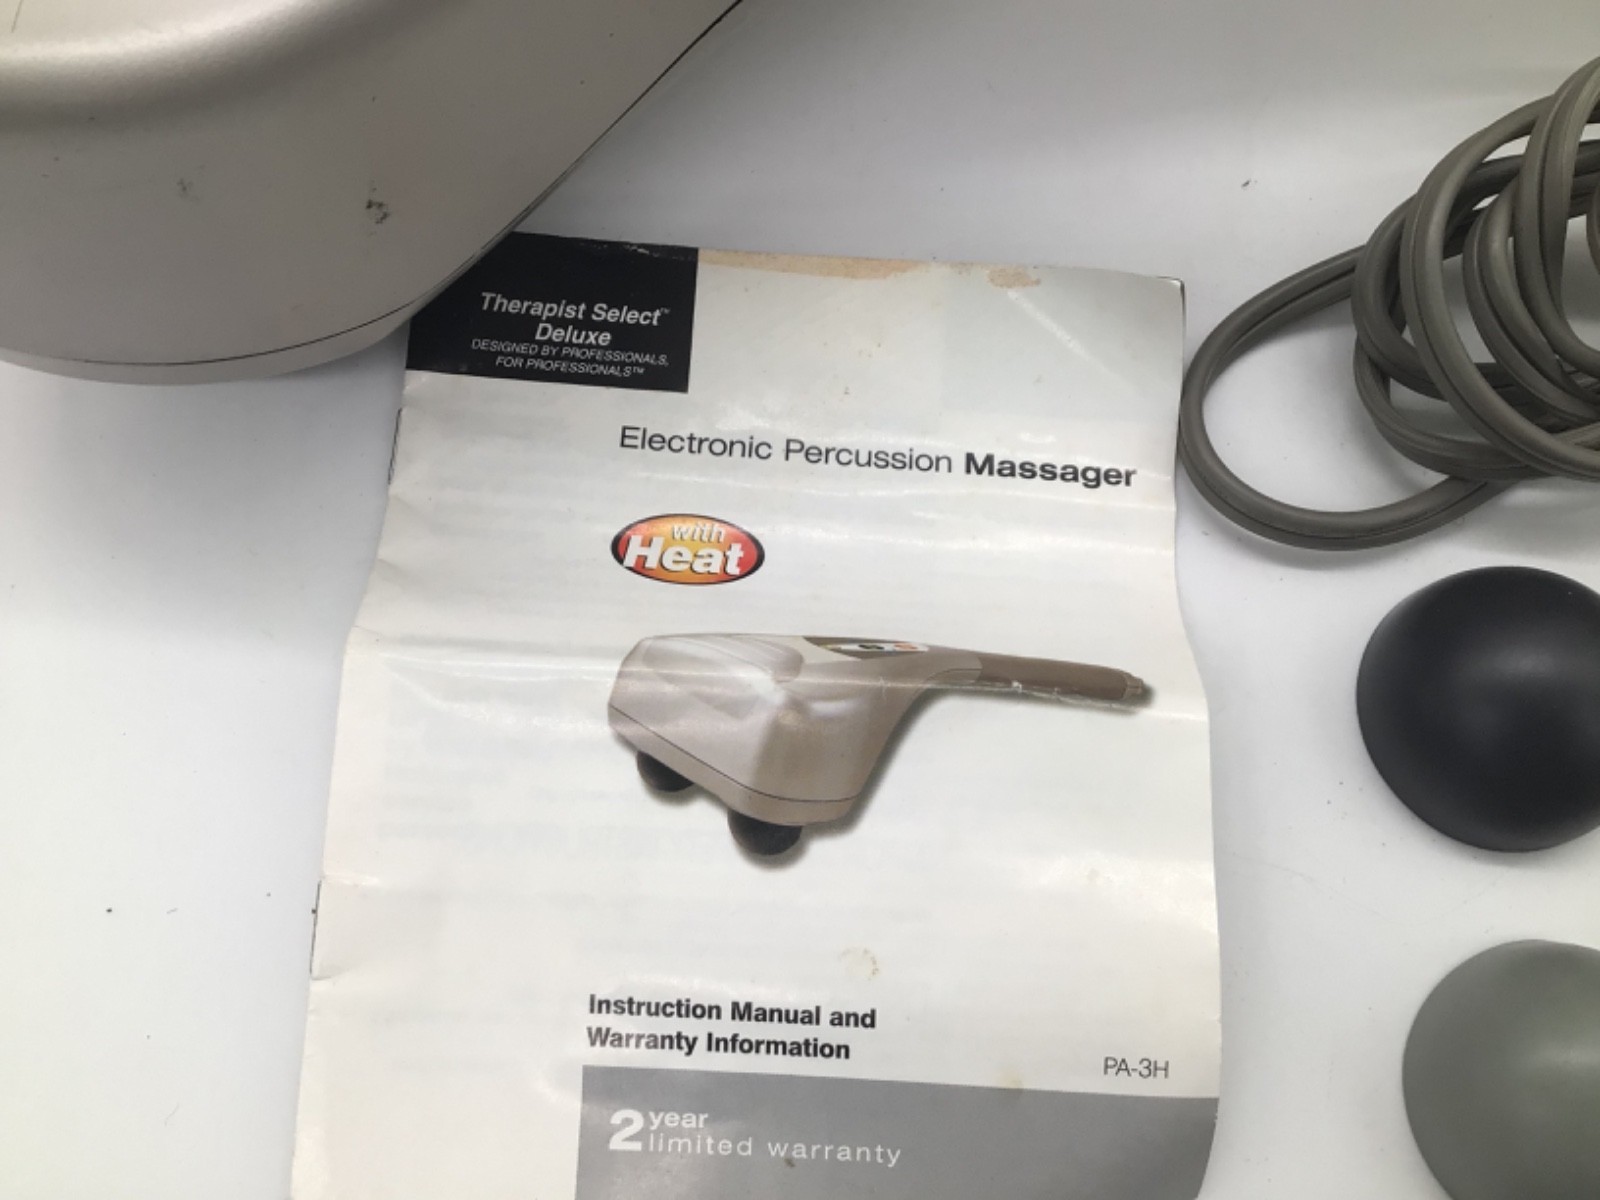 Therapist Select™
Deluxe
DESIGNED BY PROFESSIONALS,
FOR PROFESSIONALS™
Electronic Percussion Massager
with
Heat
Instruction Manual and
Warranty Information
PA-3H
2 year
limited warranty